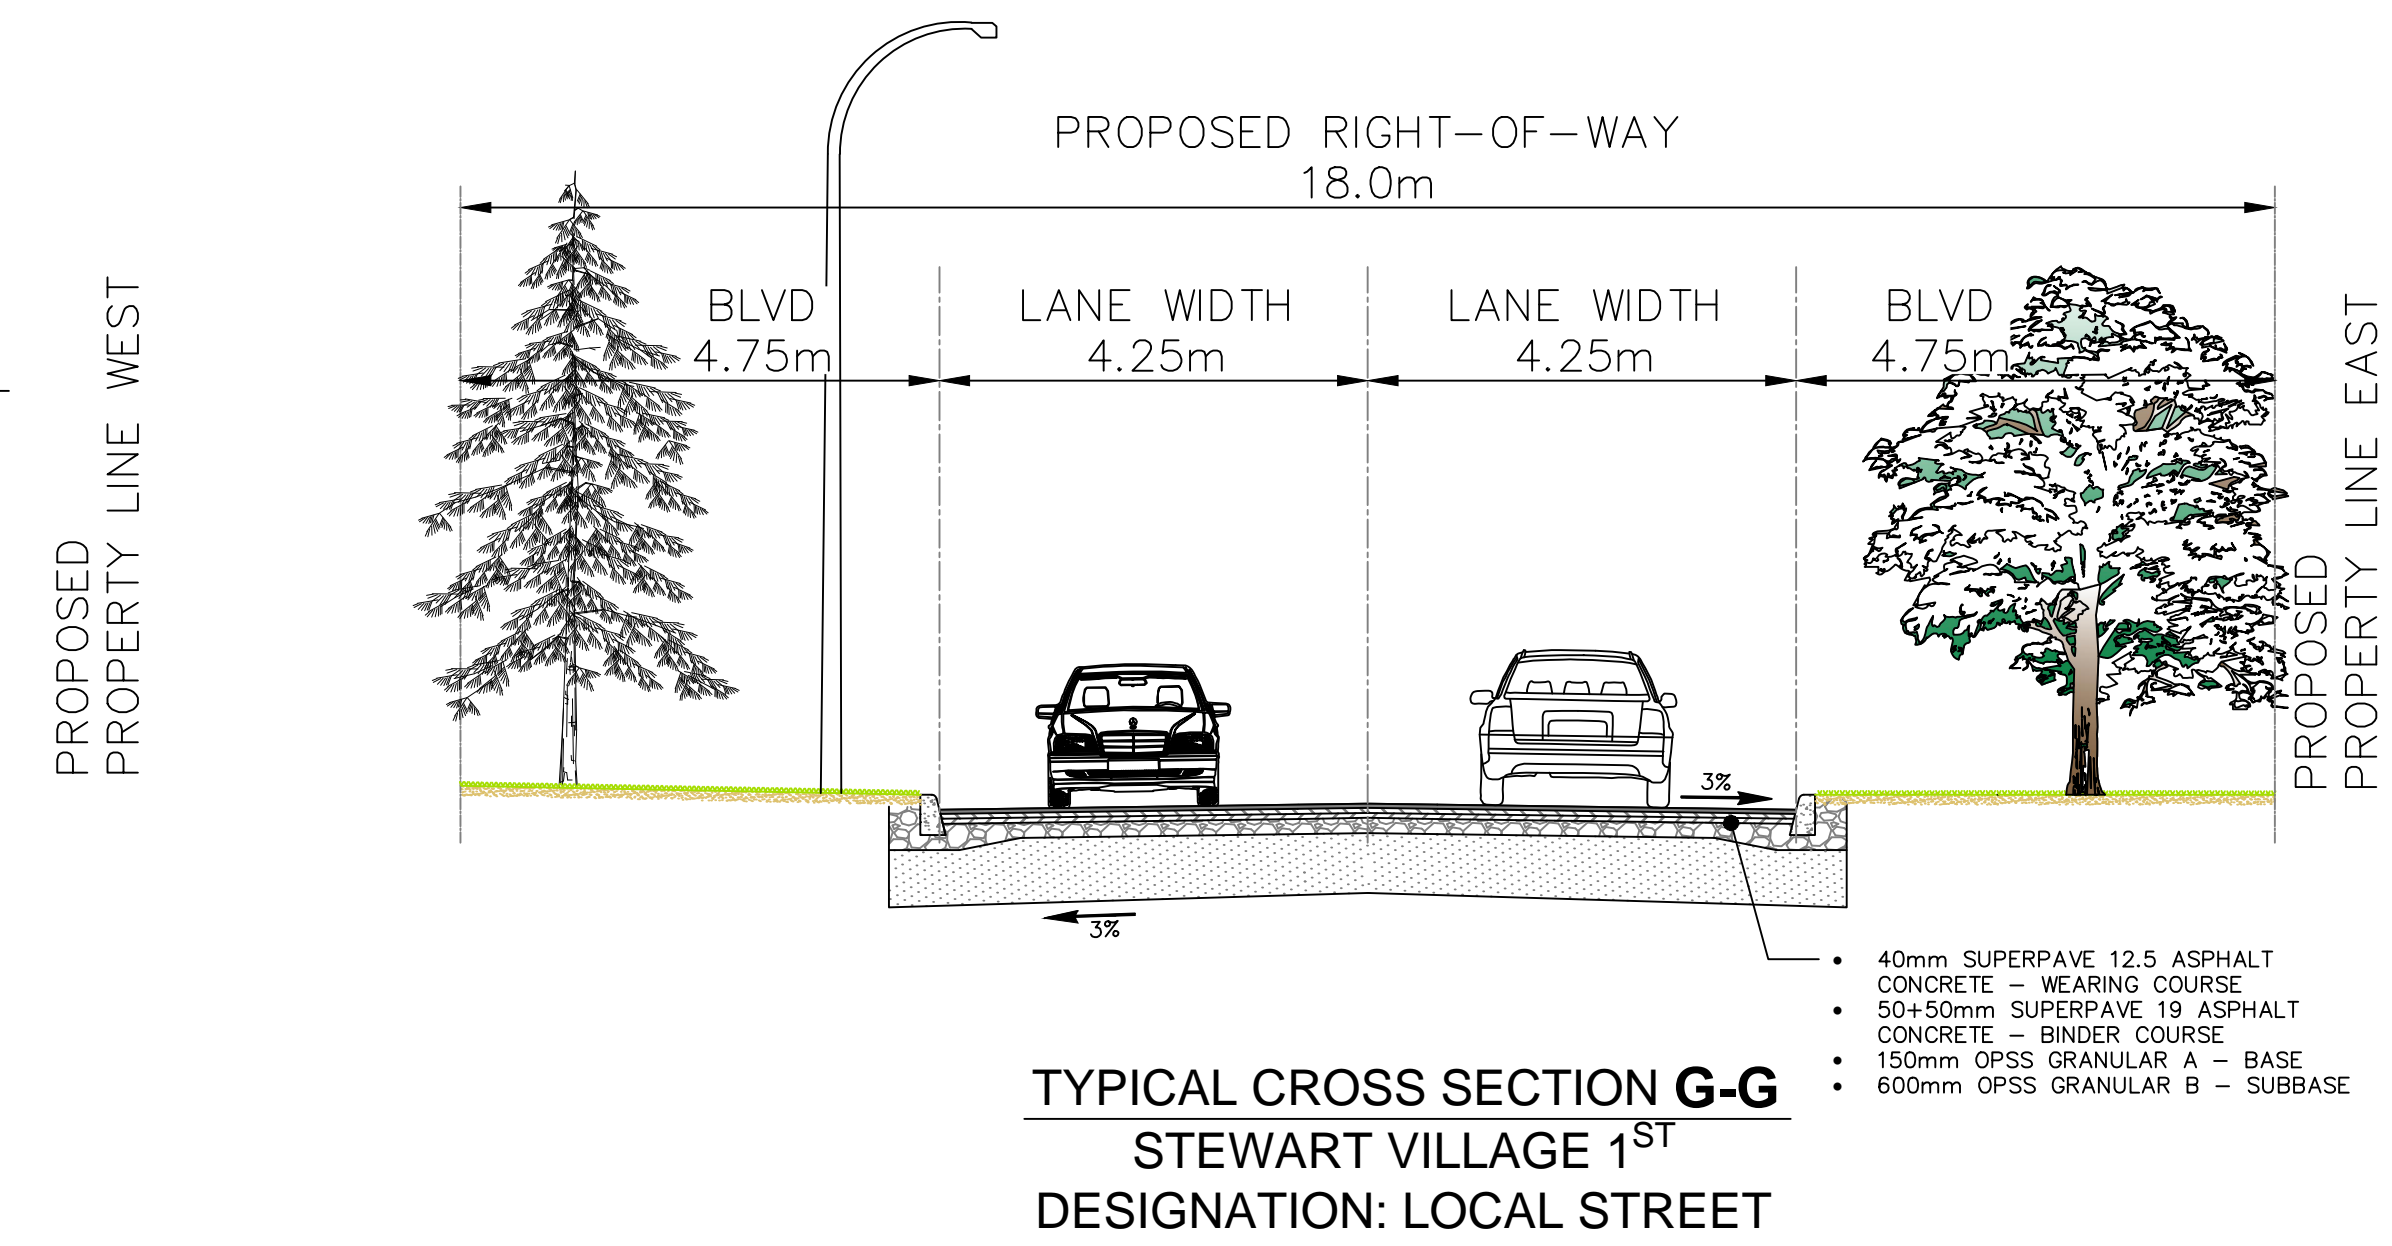 PROPOSED RIGHT-OF-WAY
18.0m
BLVD
4.75m
LANE WIDTH
4.25m
LANE WIDTH
4.25m
BLVD
4.75m
PROPOSED
PROPERTY LINE WEST
PROPOSED
PROPERTY LINE EAST
3%
3%
• 40mm SUPERPAVE 12.5 ASPHALT
CONCRETE – WEARING COURSE
• 50+50mm SUPERPAVE 19 ASPHALT
CONCRETE – BINDER COURSE
• 150mm OPSS GRANULAR A – BASE
• 600mm OPSS GRANULAR B – SUBBASE
TYPICAL CROSS SECTION G-G
STEWART VILLAGE 1ST
DESIGNATION: LOCAL STREET